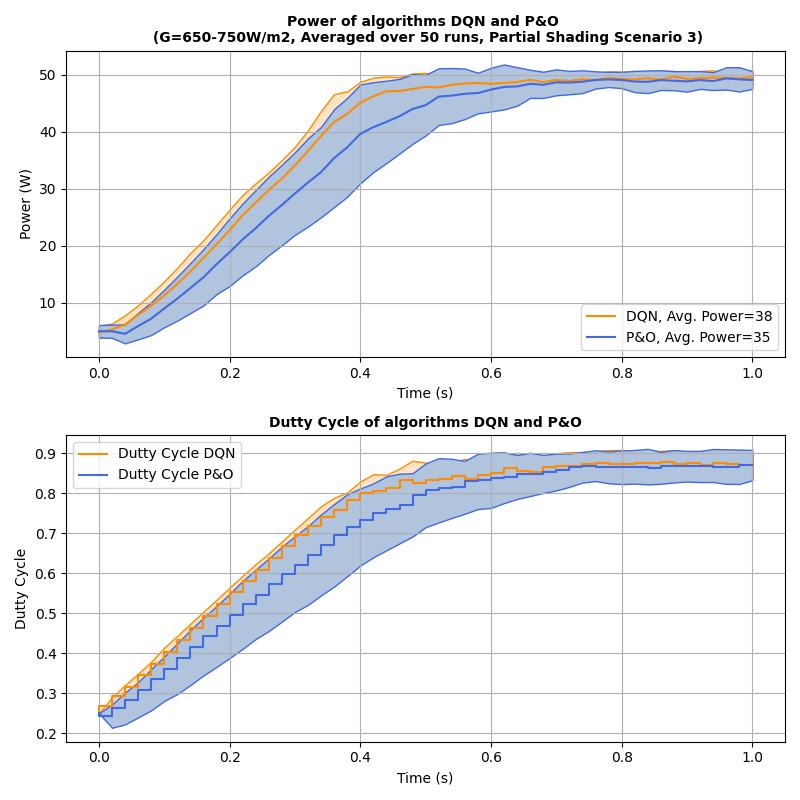 Power of algorithms DQN and P&O
(G=650-750W/m2, Averaged over 50 runs, Partial Shading Scenario 3)
Power (W)
50
40
30
20
10
DQN, Avg. Power=38
P&O, Avg. Power=35
0.0 0.2 0.4 0.6 0.8 1.0
Time (s)
Dutty Cycle of algorithms DQN and P&O
Dutty Cycle
0.9
0.8
0.7
0.6
0.5
0.4
0.3
0.2
Dutty Cycle DQN
Dutty Cycle P&O
0.0 0.2 0.4 0.6 0.8 1.0
Time (s)